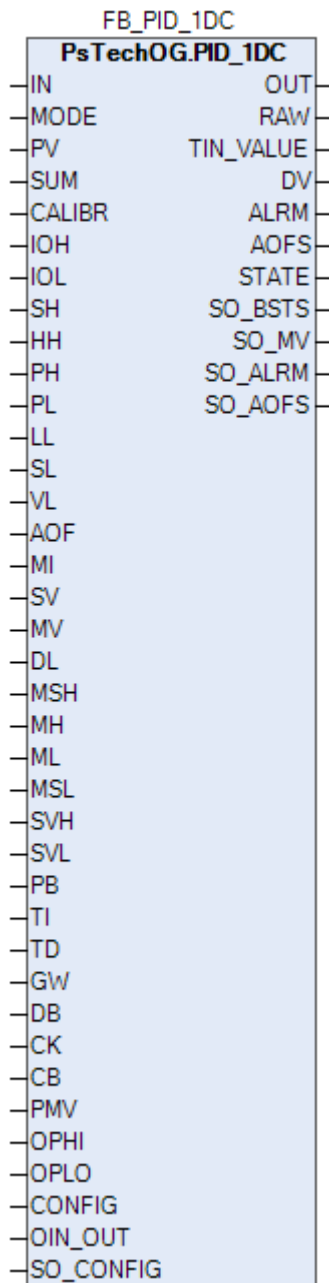 FB_PID_1DC
PsTechOG.PID_1DC
IN OUT
MODE RAW
PV TIN_VALUE
SUM DV
CALIBR ALRM
IOH AOFS
IOL STATE
SH SO_BSTS
HH SO_MV
PH SO_ALRM
PL SO_AOFS
LL
SL
VL
AOF
MI
SV
MV
DL
MSH
MH
ML
MSL
SVH
SVL
PB
TI
TD
GW
DB
CK
CB
PMV
OPHI
OPLO
CONFIG
OIN_OUT
SO_CONFIG